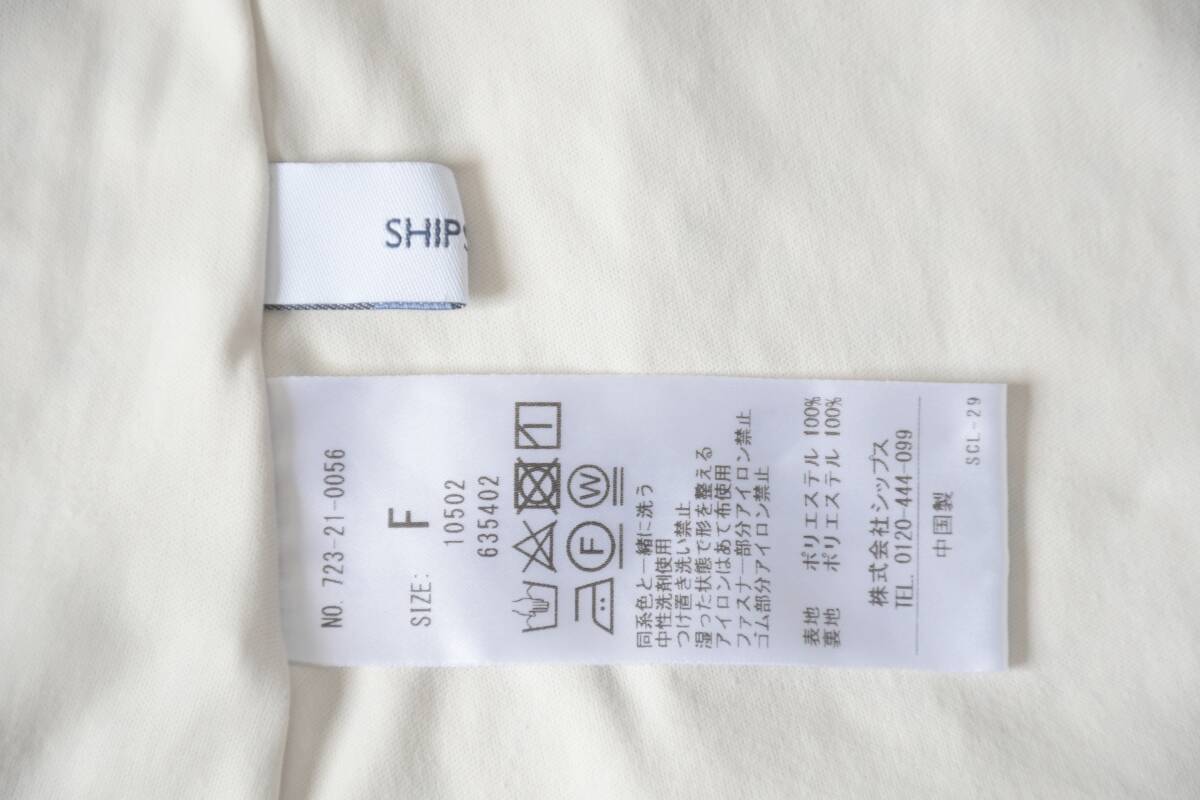 SHIPS
NO. 723-21-0056
SIZE: F
10502
635402
F W
同系色と一緒に洗う
中性洗剤使用
つけ置き洗い禁止
湿った状態で形を整える
アイロンはあて布使用
ファスナー部分アイロン禁止
ゴム部分アイロン禁止
表地 ポリエステル 100%
裏地 ポリエステル 100%
株式会社シップス
TEL. 0120-444-099
中国製
SCL-29